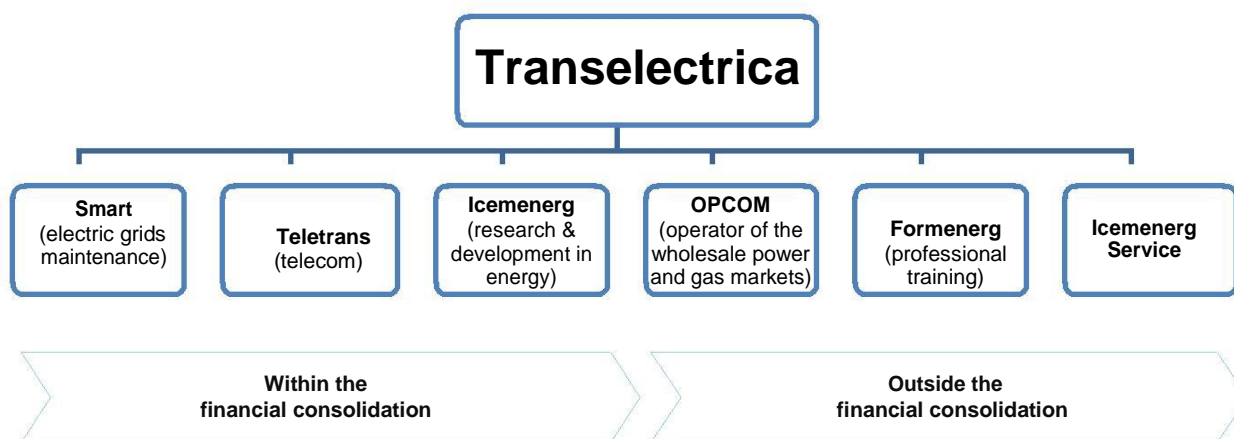 Transelectrica
Smart
(electric grids
maintenance)
Teletrans
(telecom)
Icemenerg
(research &
development in
energy)
OPCOM
(operator of the
wholesale power
and gas markets)
Formenerg
(professional
training)
Icemenerg
Service
Within the
financial consolidation
Outside the
financial consolidation